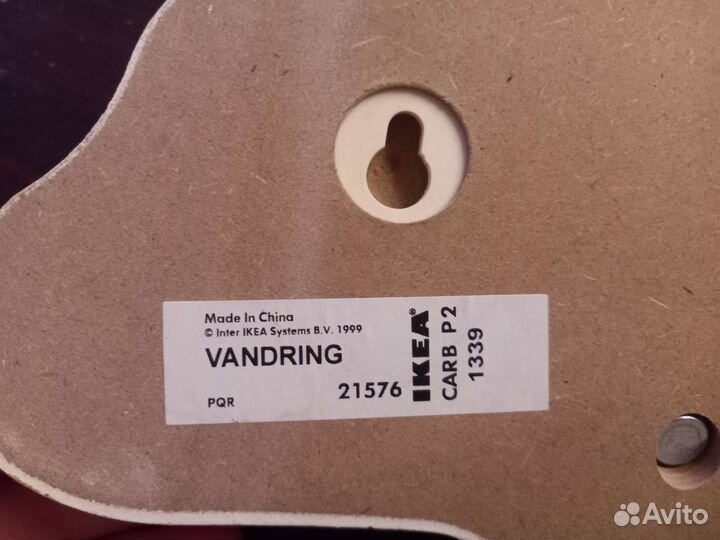 Made In China
© Inter IKEA Systems B.V. 1999
VANDRING
PQR
21576
IKEA®
CARB P2
1339
Avito